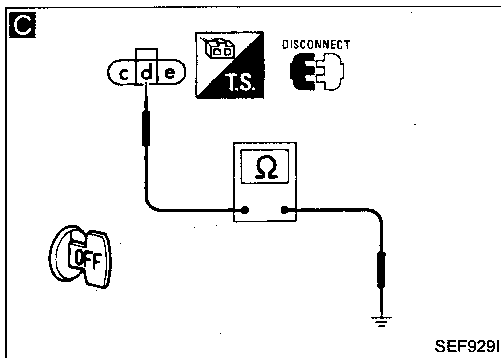 C
DISCONNECT
c d e
T.S.
Ω
OFF
SEF929I